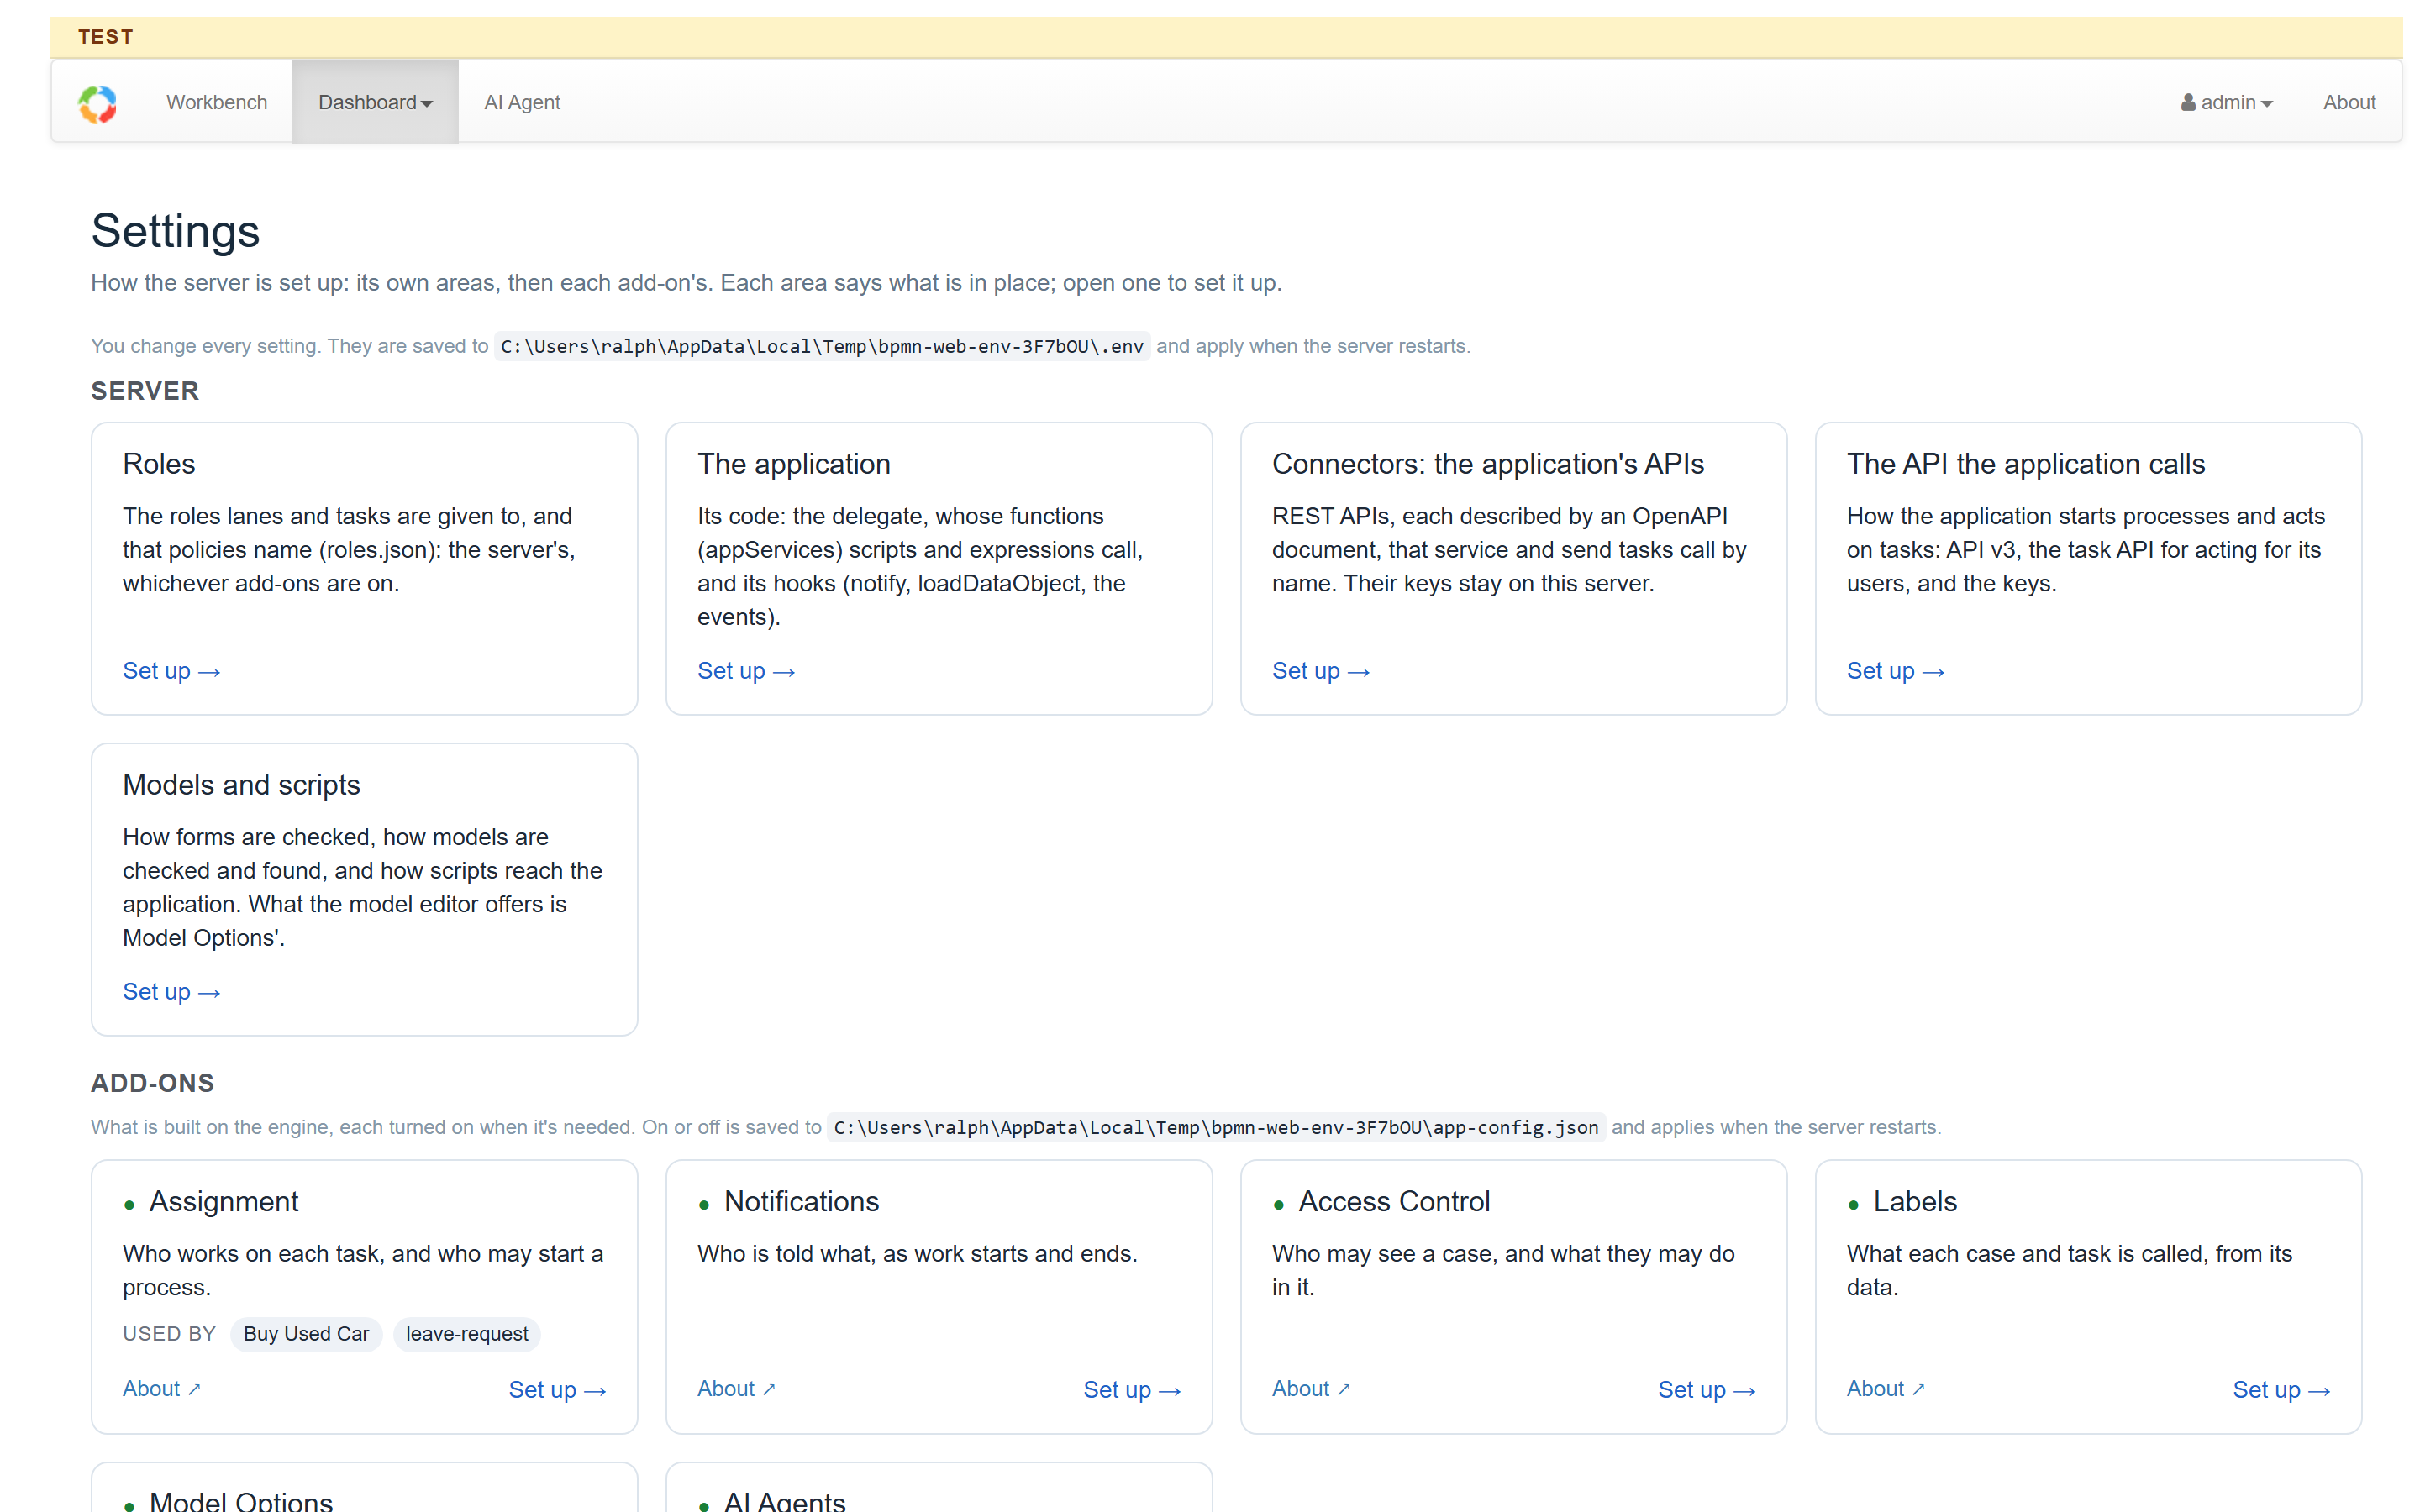 TEST
Workbench
Dashboard
AI Agent
admin
About
Settings
How the server is set up: its own areas, then each add-on's. Each area says what is in place; open one to set it up.
You change every setting. They are saved to C:\Users\ralph\AppData\Local\Temp\bpmn-web-env-3F7bOU\.env and apply when the server restarts.
SERVER
Roles
The roles lanes and tasks are given to, and
that policies name (roles.json): the server's,
whichever add-ons are on.
Set up →
The application
Its code: the delegate, whose functions
(appServices) scripts and expressions call,
and its hooks (notify, loadDataObject, the
events).
Set up →
Connectors: the application's APIs
REST APIs, each described by an OpenAPI
document, that service and send tasks call by
name. Their keys stay on this server.
Set up →
The API the application calls
How the application starts processes and acts
on tasks: API v3, the task API for acting for its
users, and the keys.
Set up →
Models and scripts
How forms are checked, how models are
checked and found, and how scripts reach the
application. What the model editor offers is
Model Options'.
Set up →
ADD-ONS
What is built on the engine, each turned on when it's needed. On or off is saved to C:\Users\ralph\AppData\Local\Temp\bpmn-web-env-3F7bOU\app-config.json and applies when the server restarts.
● Assignment
Who works on each task, and who may start a
process.
USED BY Buy Used Car leave-request
About ↗ Set up →
● Notifications
Who is told what, as work starts and ends.
About ↗ Set up →
● Access Control
Who may see a case, and what they may do
in it.
About ↗ Set up →
● Labels
What each case and task is called, from its
data.
About ↗ Set up →
● Model Options
● AI Agents